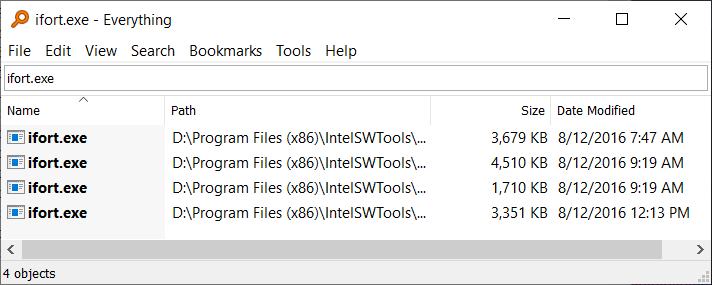 ifort.exe - Everything
File Edit View Search Bookmarks Tools Help
ifort.exe
Name Path Size Date Modified
ifort.exe D:\Program Files (x86)\IntelSWTools\... 3,679 KB 8/12/2016 7:47 AM
ifort.exe D:\Program Files (x86)\IntelSWTools\... 4,510 KB 8/12/2016 9:19 AM
ifort.exe D:\Program Files (x86)\IntelSWTools\... 1,710 KB 8/12/2016 9:19 AM
ifort.exe D:\Program Files (x86)\IntelSWTools\... 3,351 KB 8/12/2016 12:13 PM
4 objects